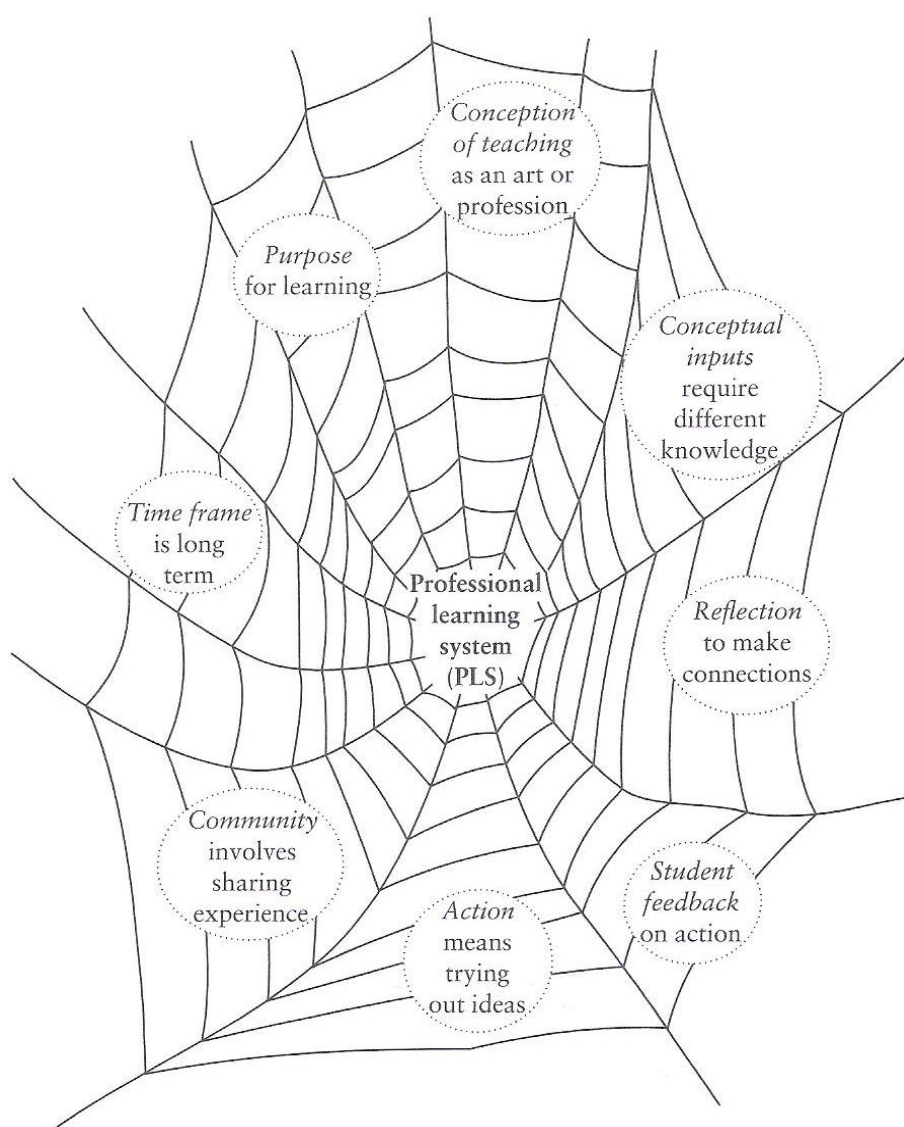 Conception
of teaching
as an art or
profession
Purpose
for learning
Conceptual
inputs
require
different
knowledge
Time frame
is long
term
Professional
learning
system
(PLS)
Reflection
to make
connections
Community
involves
sharing
experience
Student
feedback
on action
Action
means
trying
out ideas